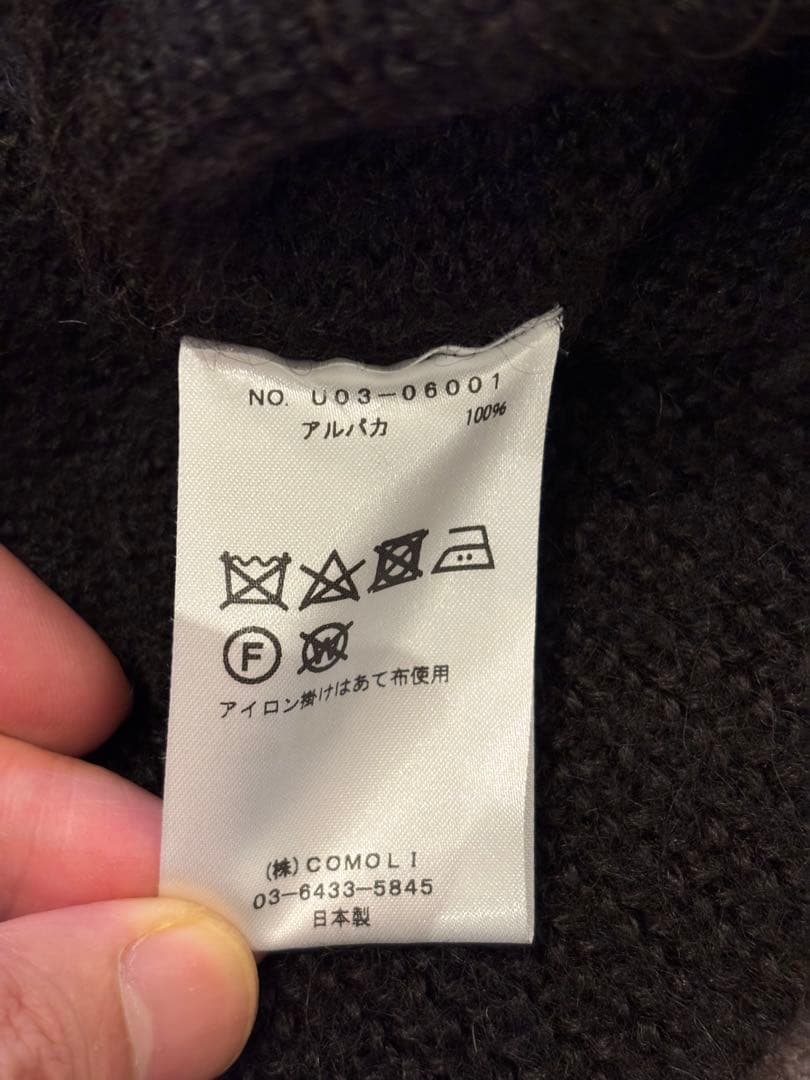 NO. U03-06001
アルパカ 100%
F
W
アイロン掛けはあて布使用
(株)COMOLI
03-6433-5845
日本製